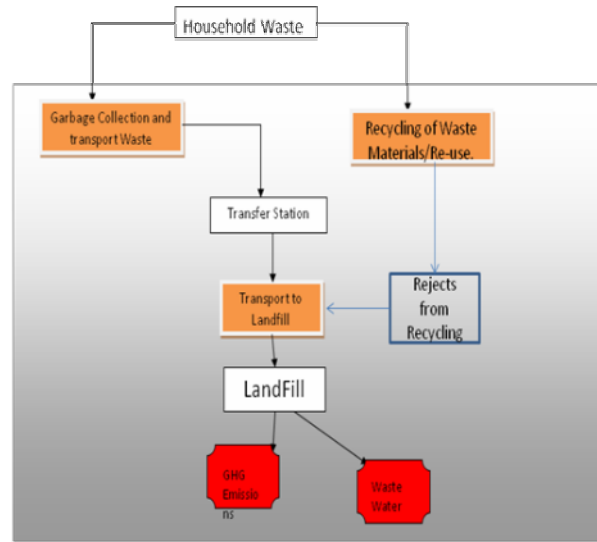 Household Waste
Garbage Collection and
transport Waste
Recycling of Waste
Materials/Re-use.
Transfer Station
Transport to
Landfill
Rejects
from
Recycling
LandFill
GHG
Emissio
ns
Waste
Water